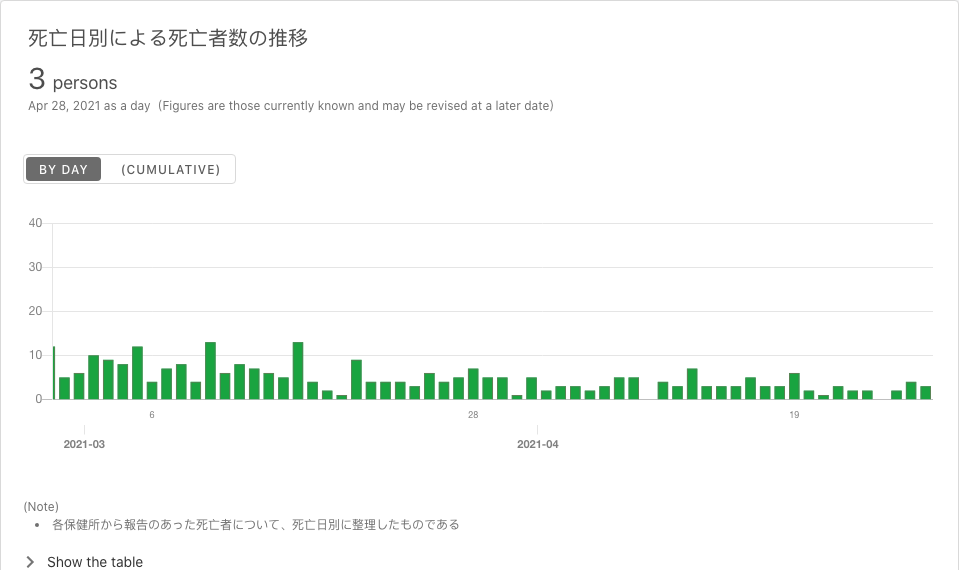 死亡日別による死亡者数の推移
3 persons
Apr 28, 2021 as a day（Figures are those currently known and may be revised at a later date）
BY DAY (CUMULATIVE)
40
30
20
10
0
6 28 19
2021-03 2021-04
(Note)
• 各保健所から報告のあった死亡者について、死亡日別に整理したものである
Show the table